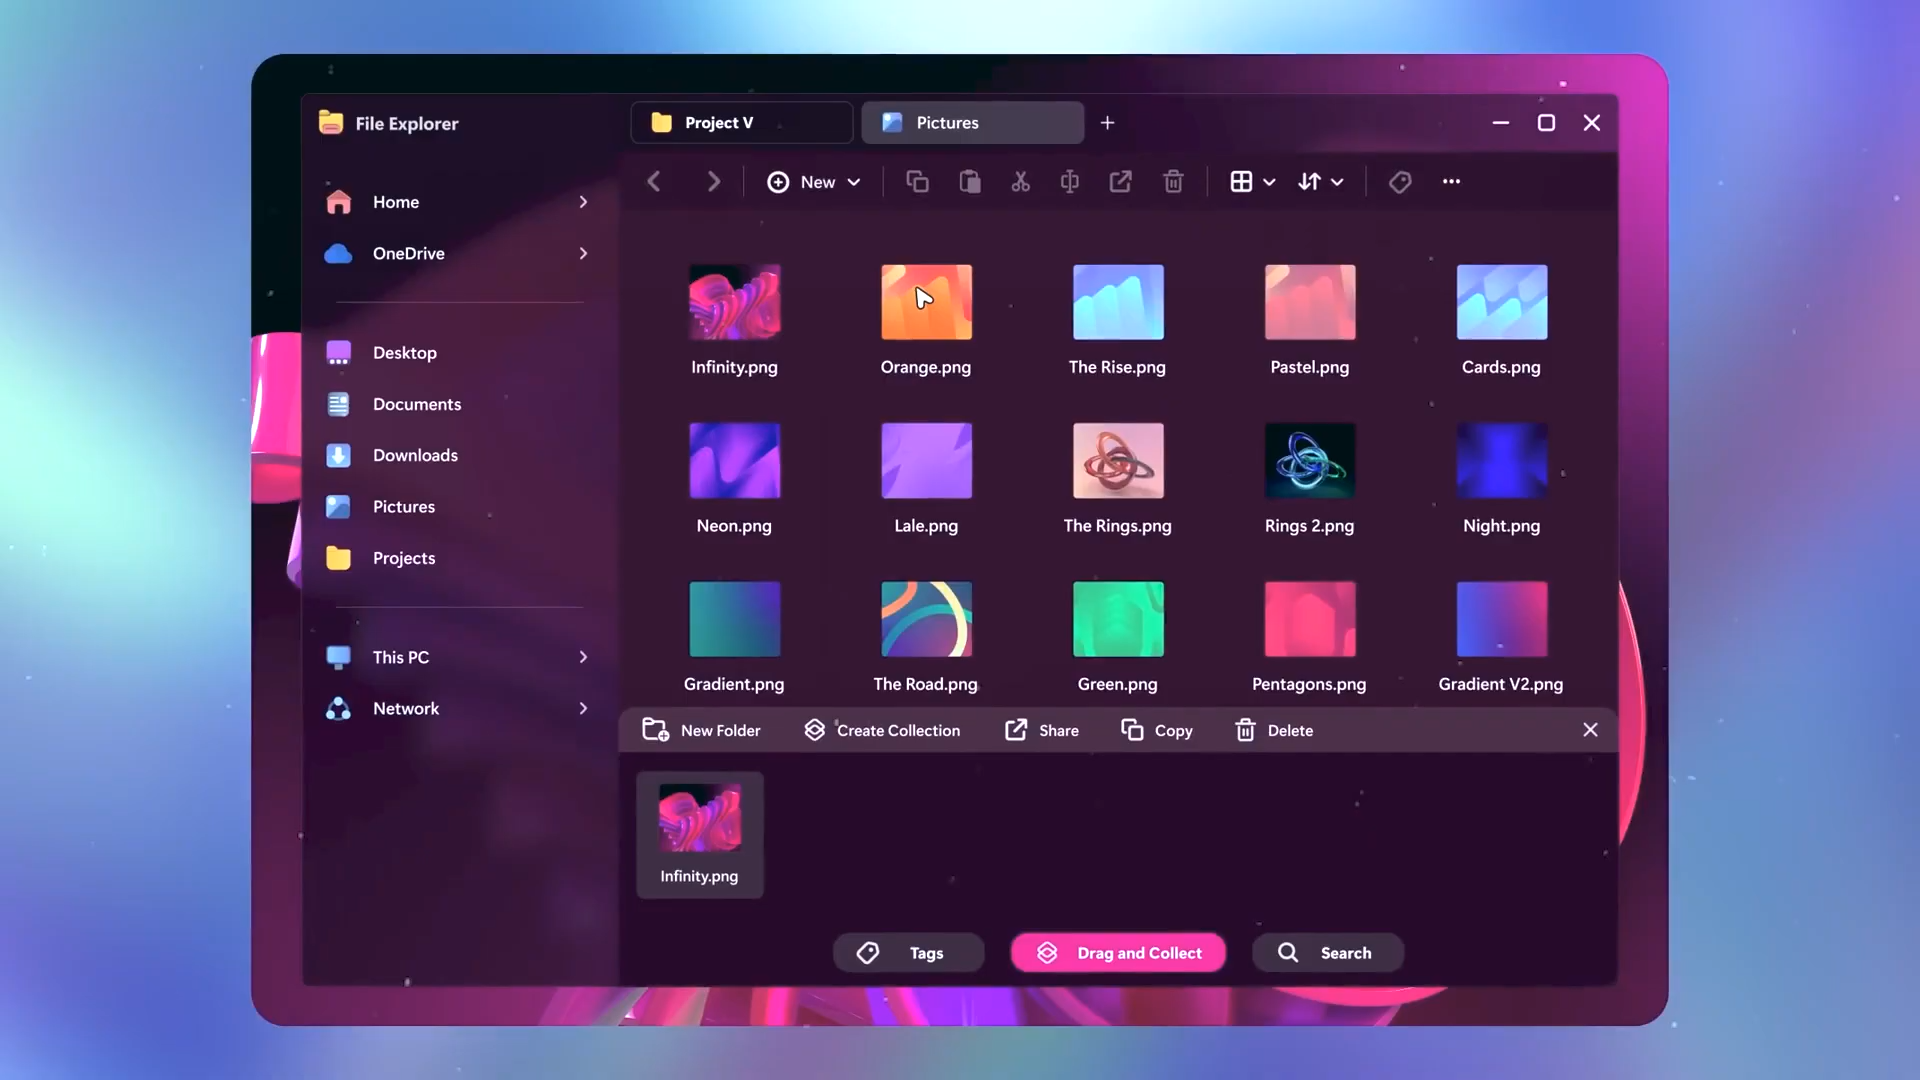 File Explorer
Project V
Pictures
New
Home
OneDrive
Desktop
Documents
Downloads
Pictures
Projects
This PC
Network
Infinity.png
Orange.png
The Rise.png
Pastel.png
Cards.png
Neon.png
Lale.png
The Rings.png
Rings 2.png
Night.png
Gradient.png
The Road.png
Green.png
Pentagons.png
Gradient V2.png
New Folder
Create Collection
Share
Copy
Delete
Infinity.png
Tags
Drag and Collect
Search